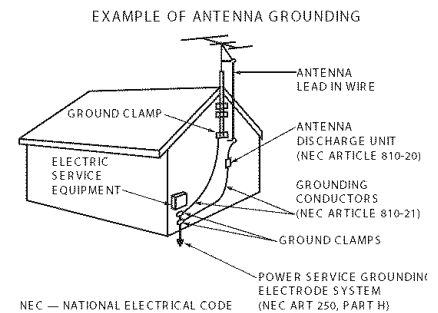 EXAMPLE OF ANTENNA GROUNDING
ANTENNA
LEAD IN WIRE
GROUND CLAMP
ANTENNA
DISCHARGE UNIT
(NEC ARTICLE 810-20)
ELECTRIC
SERVICE
EQUIPMENT
GROUNDING
CONDUCTORS
(NEC ARTICLE 810-21)
GROUND CLAMPS
POWER SERVICE GROUNDING
ELECTRODE SYSTEM
(NEC ART 250, PART H)
NEC — NATIONAL ELECTRICAL CODE